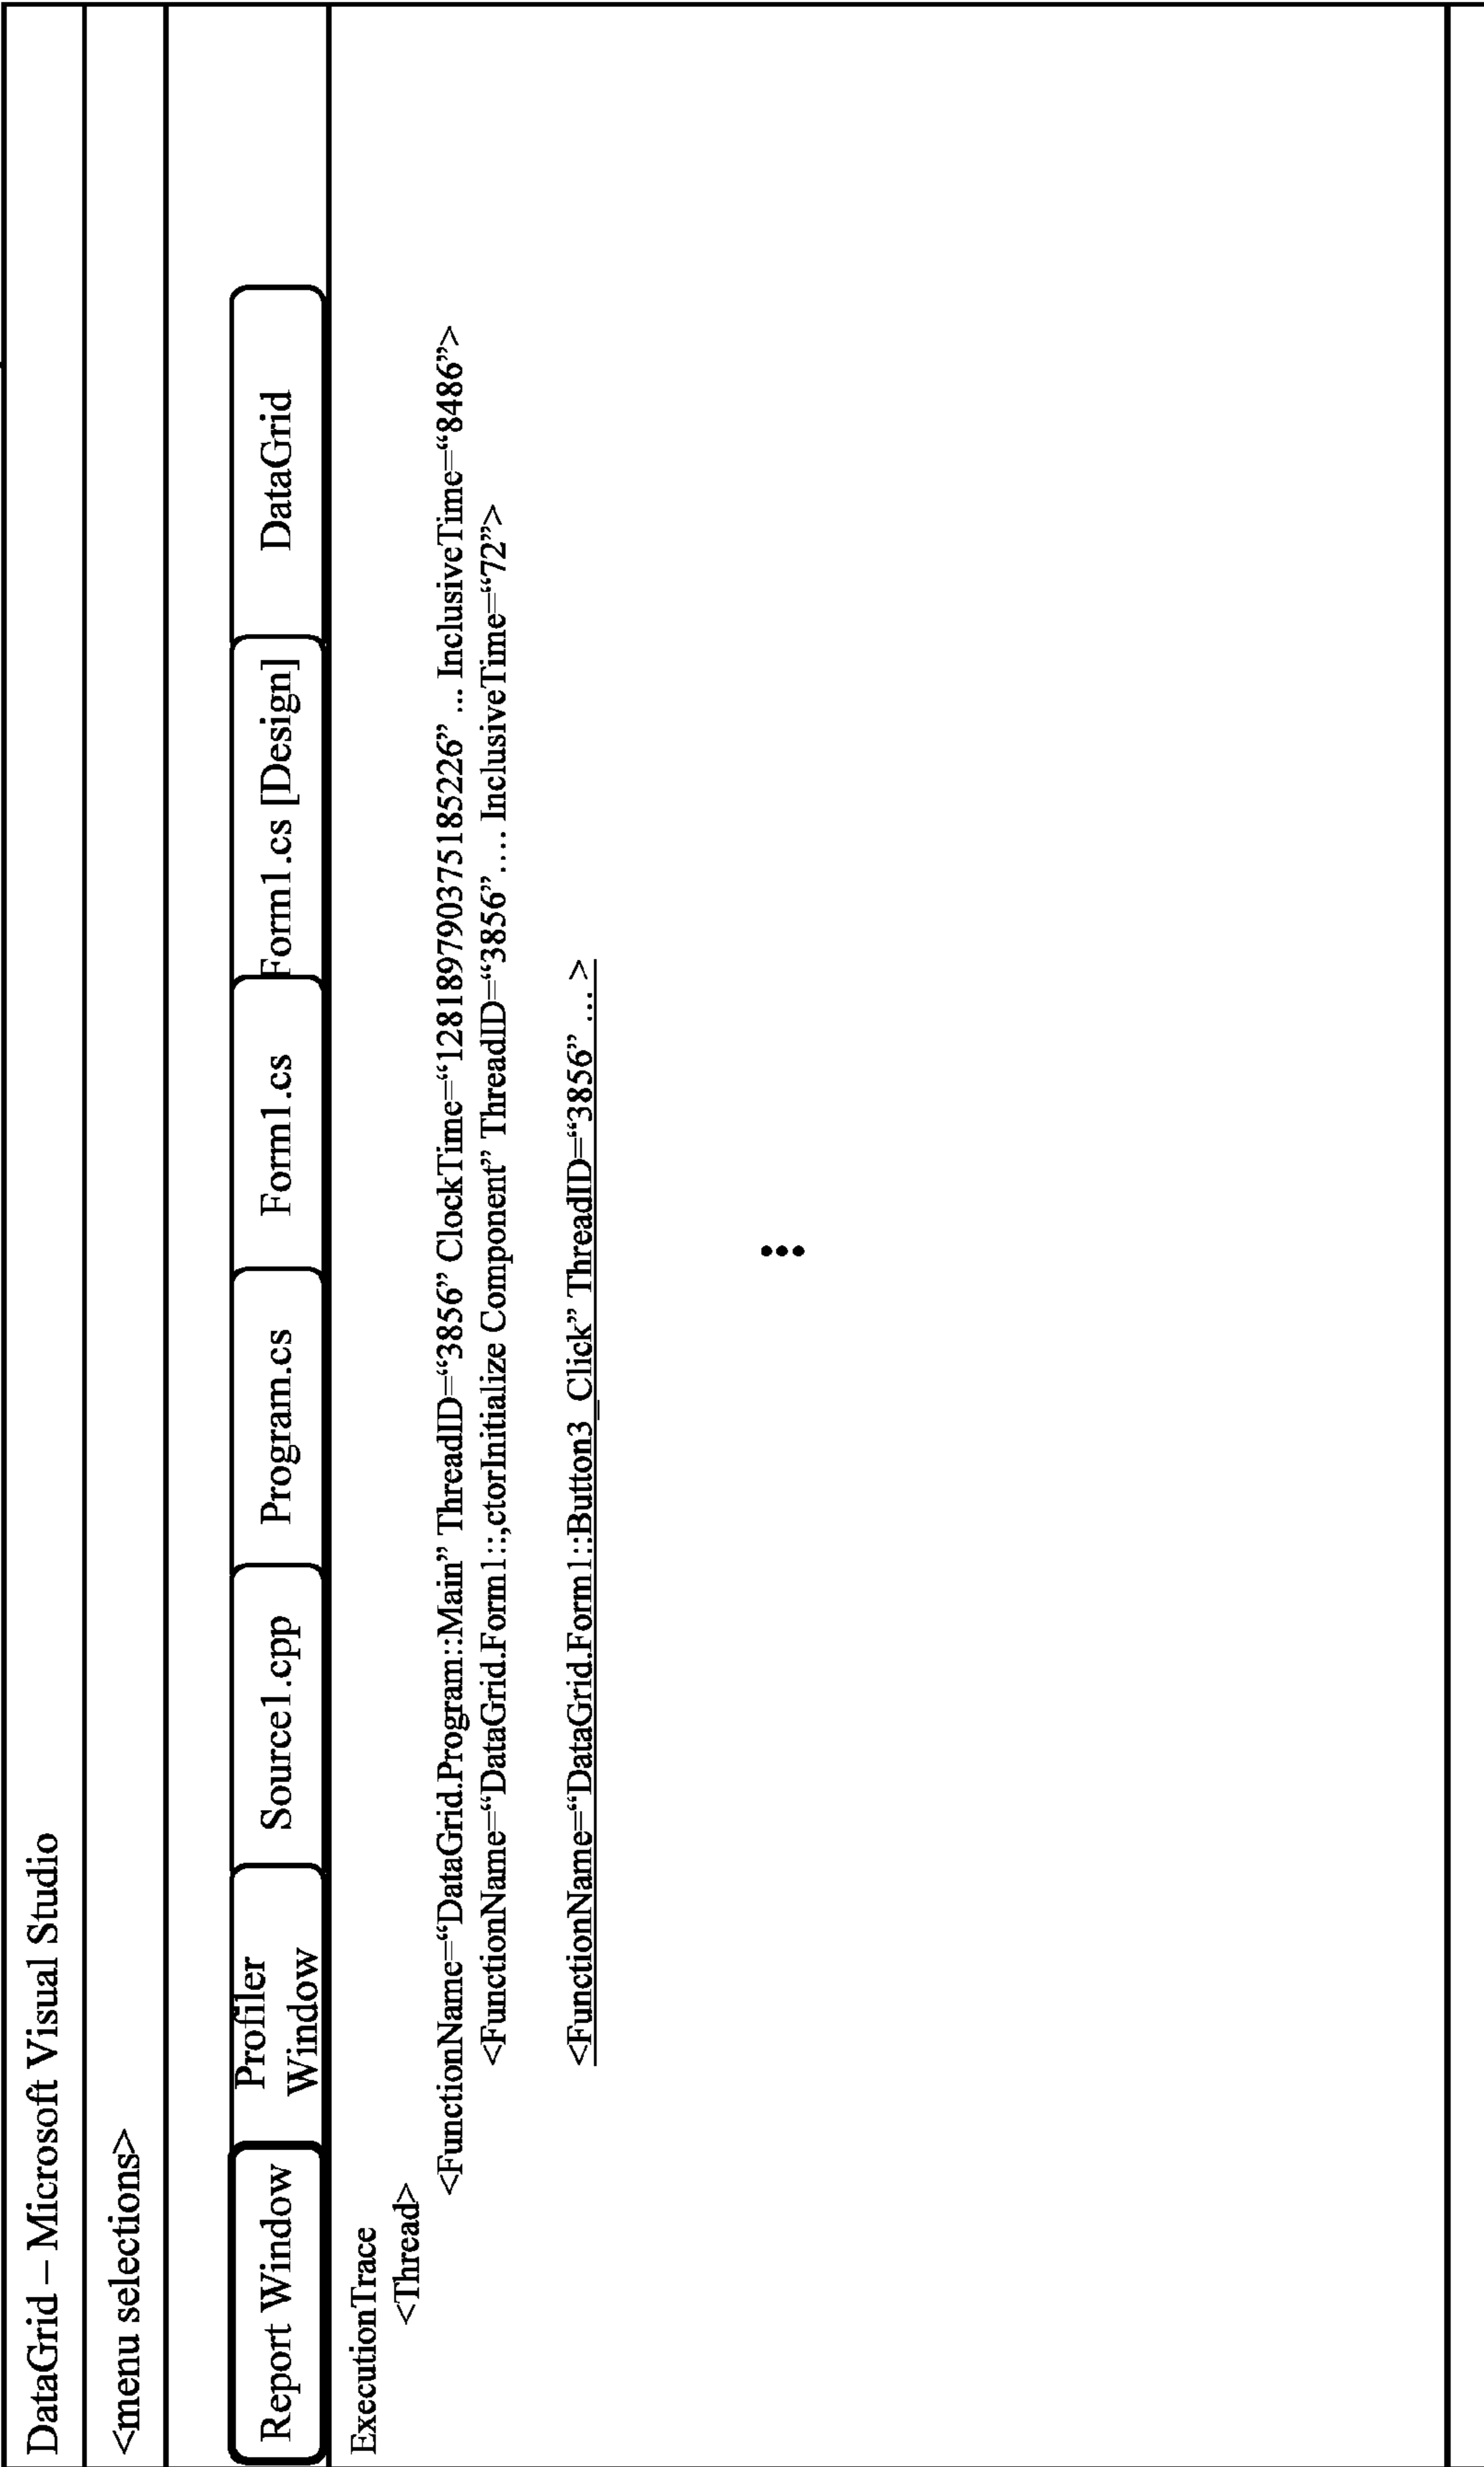 DataGrid – Microsoft Visual Studio
<menu selections>
Report Window
Profiler
Window
Source1.cpp
Program.cs
Form1.cs
Form1.cs [Design]
DataGrid
ExecutionTrace
<Thread>
<FunctionName=“DataGrid.Program::Main” ThreadID=“3856” ClockTime=“128189790375185226” ... InclusiveTime=“8486”>
<FunctionName=“DataGrid.Form1::,ctorInitialize Component” ThreadID=“3856”.... InclusiveTime=“72”>
<FunctionName=“DataGrid.Form1::Button3_Click” ThreadID=“3856” ... >
...